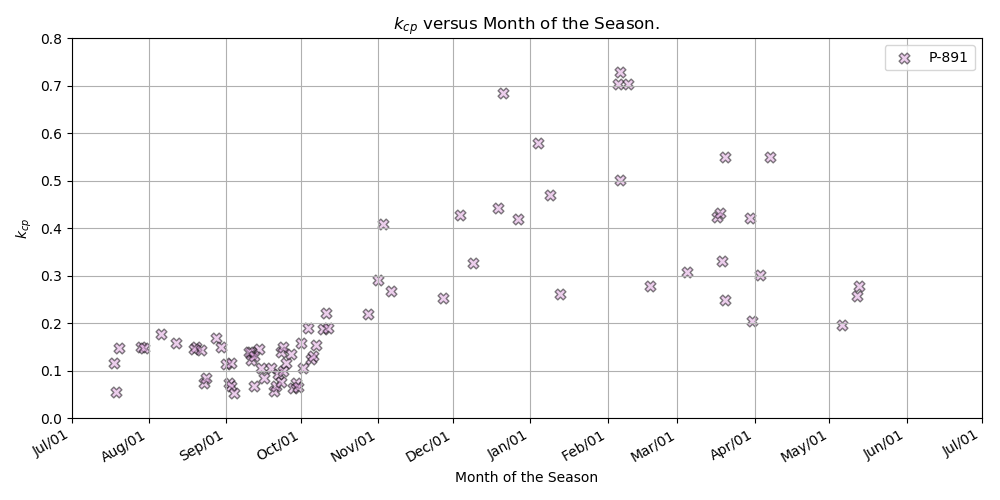 k_cp versus Month of the Season.
P-891
k_cp
0.8
0.7
0.6
0.5
0.4
0.3
0.2
0.1
0.0
Jul/01 Aug/01 Sep/01 Oct/01 Nov/01 Dec/01 Jan/01 Feb/01 Mar/01 Apr/01 May/01 Jun/01 Jul/01
Month of the Season